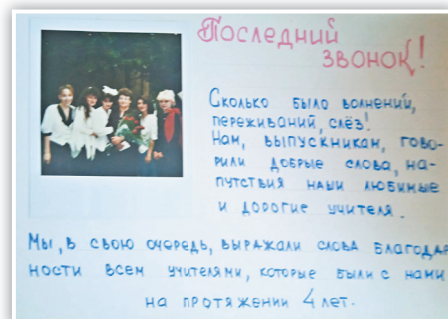 Последний
звонок!
Сколько было волнений,
переживаний, слёз!
Нам, выпускникам, гово-
рили добрые слова, на-
путствия наши любимые
и дорогие учителя.
Мы, в свою очередь, выражали слова благодар
ности всем учителями, которые были с нами
на протяжении 4 лет.